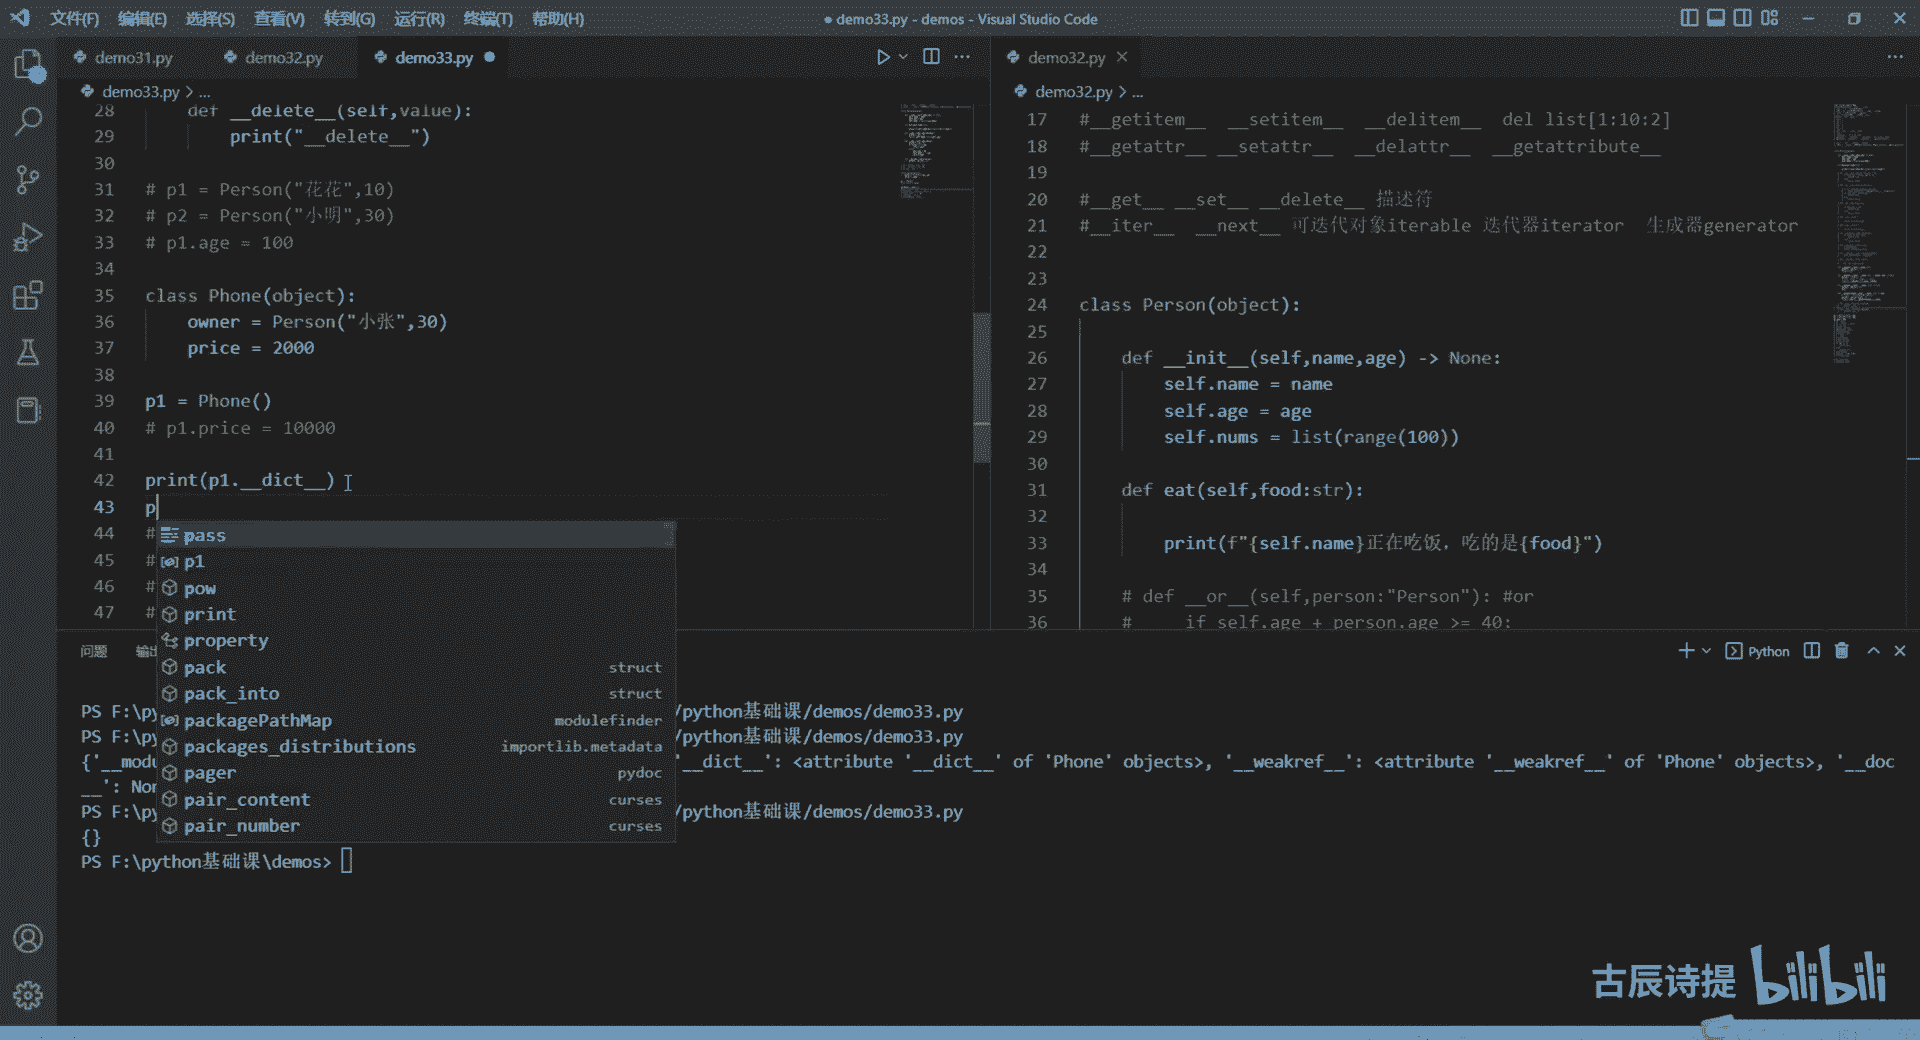 文件(F) 编辑(E) 选择(S) 查看(V) 转到(G) 运行(R) 终端(T) 帮助(H)
● demo33.py - demos - Visual Studio Code
demo31.py
demo32.py
demo33.py
demo33.py > ...
28 def __delete__(self,value):
29 print("__delete__")
30
31 # p1 = Person("花花",10)
32 # p2 = Person("小明",30)
33 # p1.age = 100
34
35 class Phone(object):
36 owner = Person("小张",30)
37 price = 2000
38
39 p1 = Phone()
40 # p1.price = 10000
41
42 print(p1.__dict__)
43 p
44 #
45 #
46 #
47 #
pass
p1
pow
print
property
pack struct
pack_into struct
packagePathMap modulefinder
packages_distributions importlib.metadata
pager pydoc
pair_content curses
pair_number curses
demo32.py
demo32.py > ...
17 #__getitem__ __setitem__ __delitem__ del list[1:10:2]
18 #__getattr__ __setattr__ __delattr__ __getattribute__
19
20 #__get__ __set__ __delete__ 描述符
21 #__iter__ __next__ 可迭代对象iterable 迭代器iterator 生成器generator
22
23
24 class Person(object):
25
26 def __init__(self,name,age) -> None:
27 self.name = name
28 self.age = age
29 self.nums = list(range(100))
30
31 def eat(self,food:str):
32
33 print(f"{self.name}正在吃饭，吃的是{food}")
34
35 # def __or__(self,person:"Person"): #or
36 # if self.age + person.age >= 40:
问题 输出
Python
PS F:\py /python基础课/demos/demo33.py
PS F:\py /python基础课/demos/demo33.py
{'__modu '__dict__': <attribute '__dict__' of 'Phone' objects>, '__weakref__': <attribute '__weakref__' of 'Phone' objects>, '__doc
__': Non
PS F:\py /python基础课/demos/demo33.py
{}
PS F:\python基础课\demos>
古辰诗提 bilibili